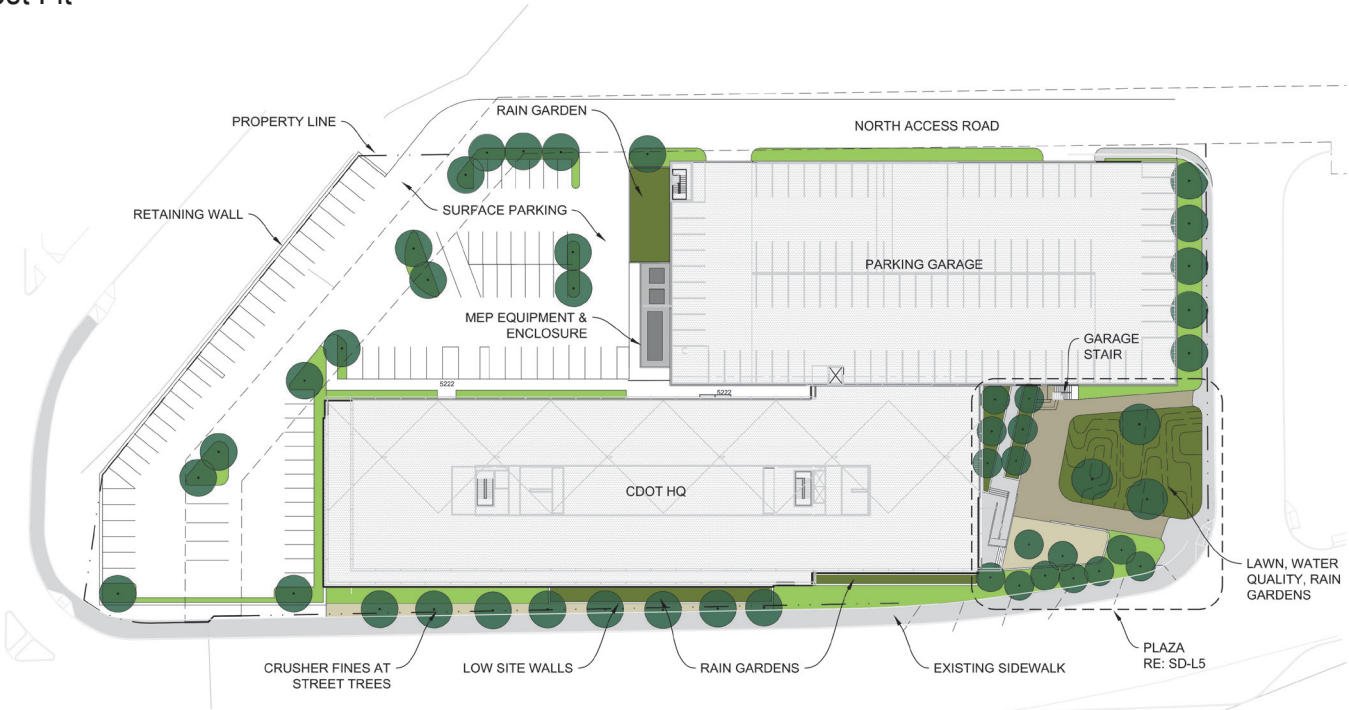 RAIN GARDEN
NORTH ACCESS ROAD
PROPERTY LINE
RETAINING WALL
SURFACE PARKING
PARKING GARAGE
MEP EQUIPMENT &
ENCLOSURE
GARAGE
STAIR
5222
5222
CDOT HQ
LAWN, WATER
QUALITY, RAIN
GARDENS
CRUSHER FINES AT
STREET TREES
LOW SITE WALLS
RAIN GARDENS
EXISTING SIDEWALK
PLAZA
RE: SD-L5